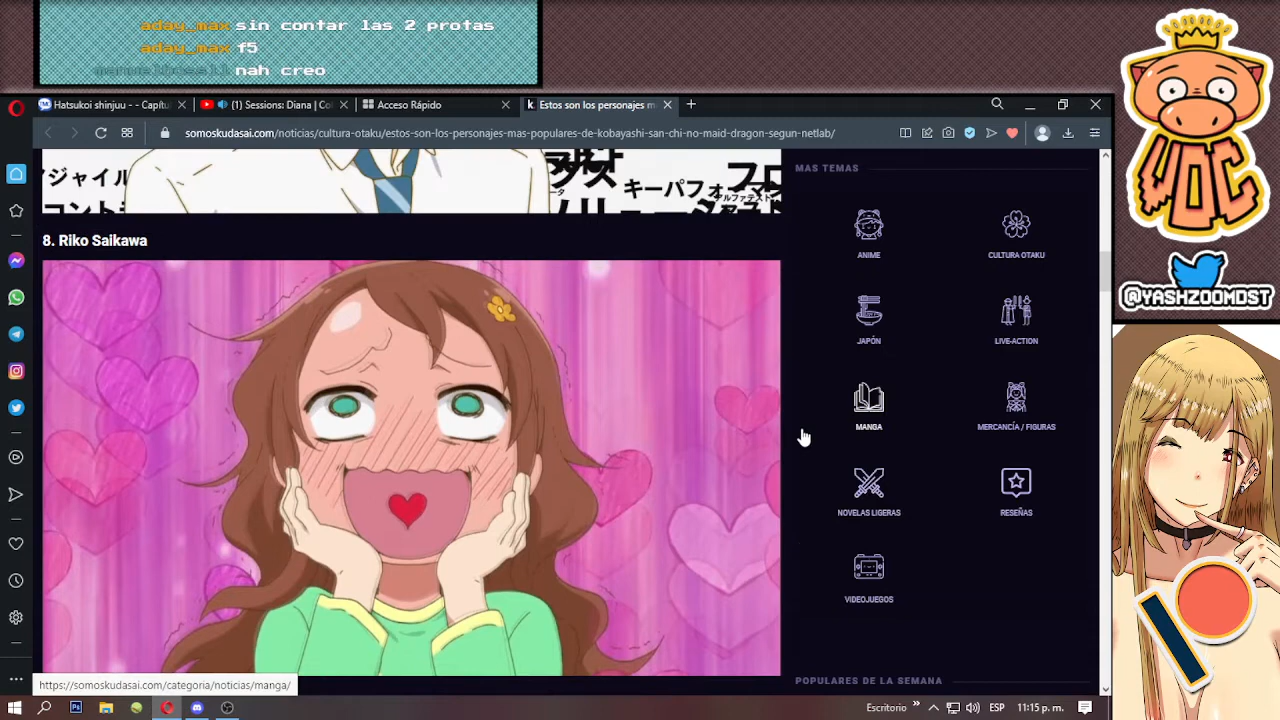 aday_max sin contar las 2 protas
aday_max f5
nah creo
Hatsukoi shinjuu - - Capítu
(1) Sessions: Diana | Co
Acceso Rápido
Estos son los personajes m
somoskudasai.com/noticias/cultura-otaku/estos-son-los-personajes-mas-populares-de-kobayashi-san-chi-no-maid-dragon-segun-netlab/
8. Riko Saikawa
MAS TEMAS
ANIME
CULTURA OTAKU
JAPÓN
LIVE-ACTION
MANGA
MERCANCÍA / FIGURAS
NOVELAS LIGERAS
RESEÑAS
VIDEOJUEGOS
POPULARES DE LA SEMANA
https://somoskudasai.com/categoria/noticias/manga/
Escritorio
ESP
11:15 p. m.
@YASHZOOMDST